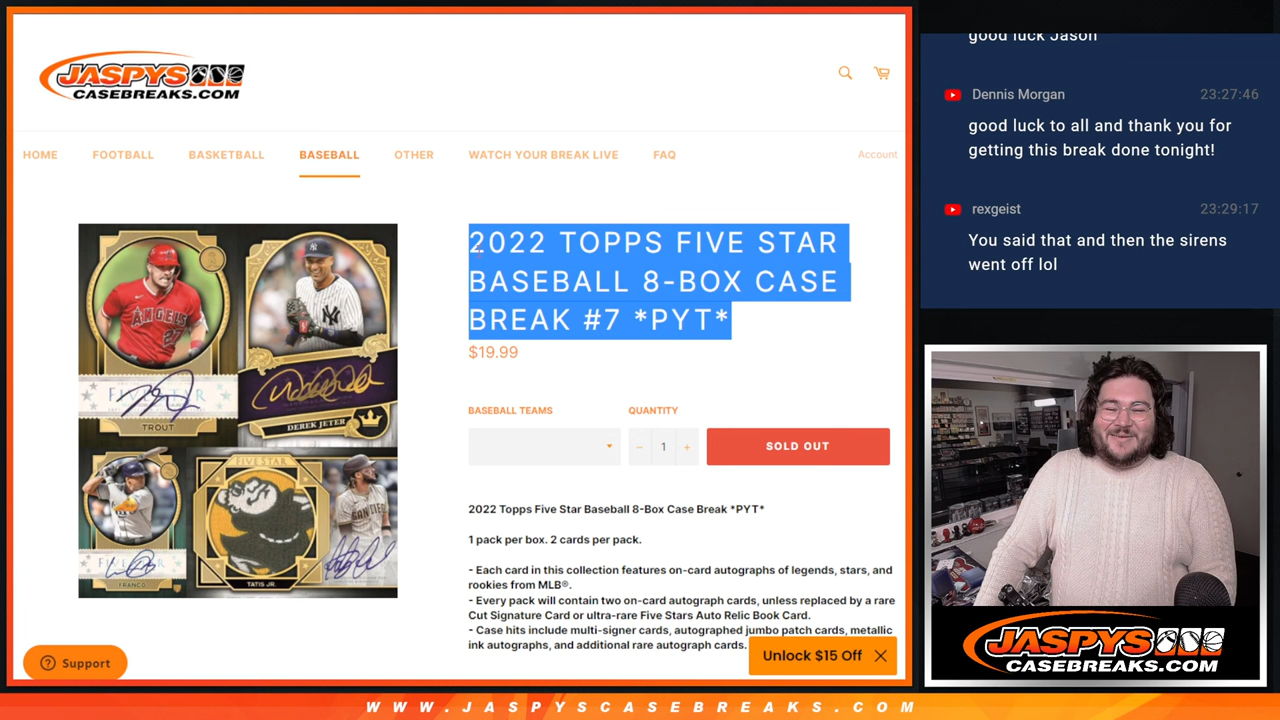 JASPYS
CASEBREAKS.COM
HOME FOOTBALL BASKETBALL BASEBALL OTHER WATCH YOUR BREAK LIVE FAQ Account
2022 TOPPS FIVE STAR
BASEBALL 8-BOX CASE
BREAK #7 *PYT*
$19.99
BASEBALL TEAMS QUANTITY
1
SOLD OUT
2022 Topps Five Star Baseball 8-Box Case Break *PYT*
1 pack per box. 2 cards per pack.
- Each card in this collection features on-card autographs of legends, stars, and
rookies from MLB®.
- Every pack will contain two on-card autograph cards, unless replaced by a rare
Cut Signature Card or ultra-rare Five Stars Auto Relic Book Card.
- Case hits include multi-signer cards, autographed jumbo patch cards, metallic
ink autographs, and additional rare autograph cards.
ANGELS
27
FIVE STAR
TROUT
DEREK JETER
FRANCO
FIVE STAR
TATIS JR.
SAN DIEGO
? Support
Unlock $15 Off
good luck Jason
Dennis Morgan 23:27:46
good luck to all and thank you for
getting this break done tonight!
rexgeist 23:29:17
You said that and then the sirens
went off lol
JASPYS
CASEBREAKS.COM
WWW.JASPYSCASEBREAKS.COM